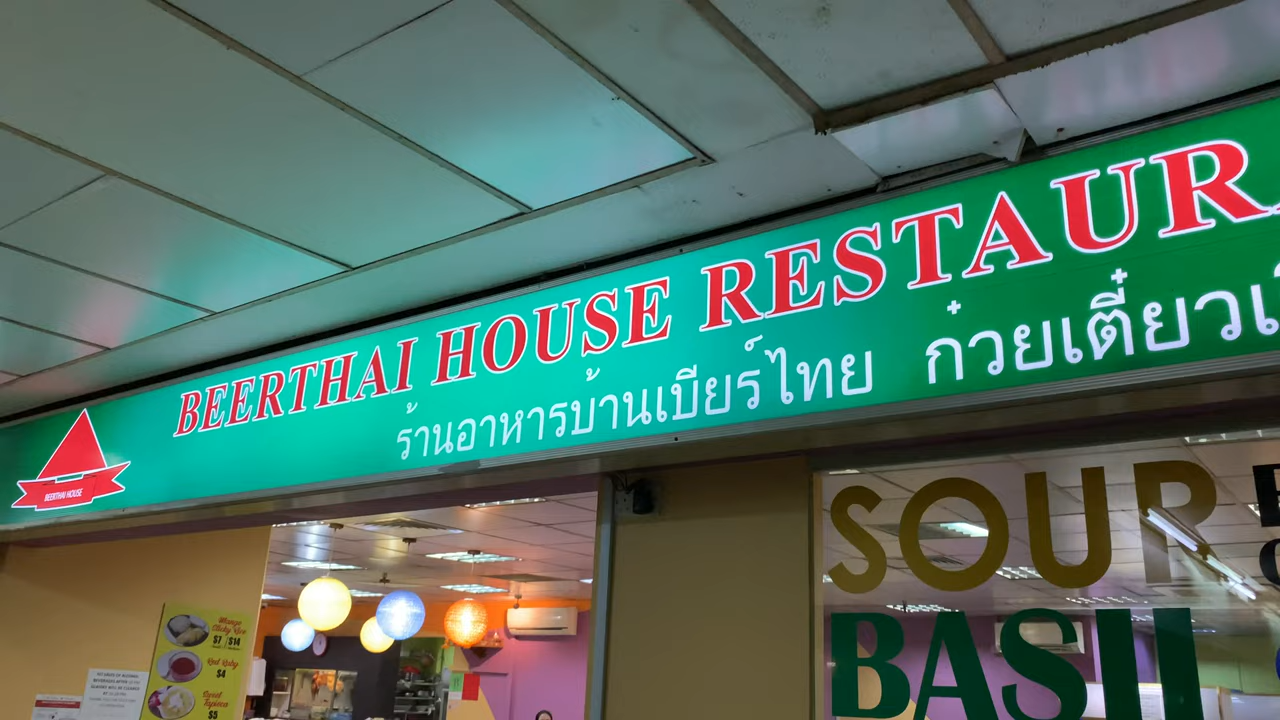 BEERTHAI HOUSE RESTAUR
ร้านอาหารบ้านเบียร์ไทย ก๋วยเตี๋ยวเ
BEERTHAI HOUSE
SOUR
BASIL
Mango
Sticky Rice
$7 $14
Red Ruby
$4
Sweet
Tapioca
$5